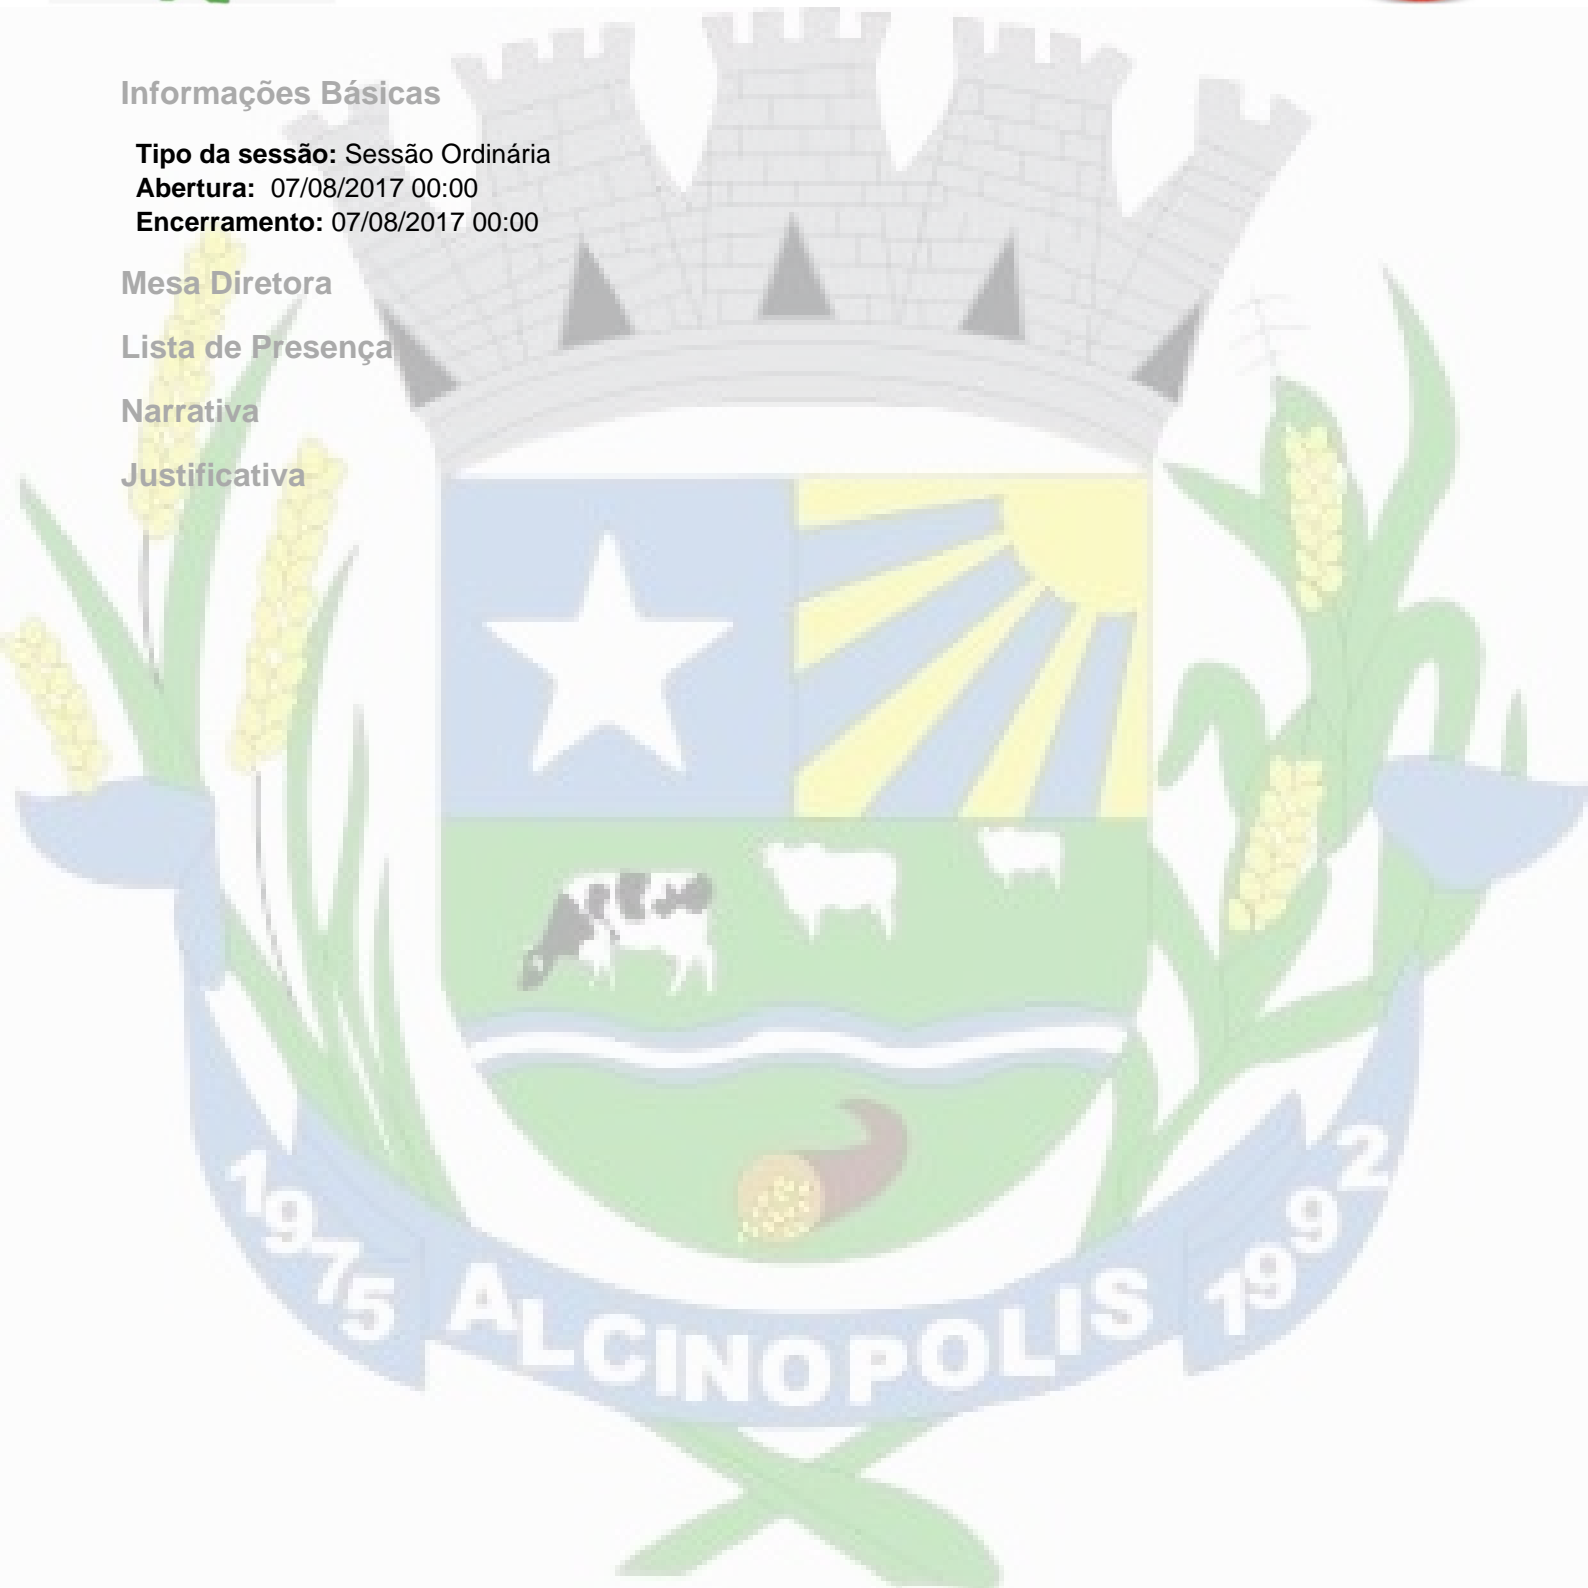 Informações Básicas
Tipo da sessão: Sessão Ordinária
Abertura: 07/08/2017 00:00
Encerramento: 07/08/2017 00:00
Mesa Diretora
Lista de Presença
Narrativa
Justificativa
1975 ALCINOPOLIS 1992